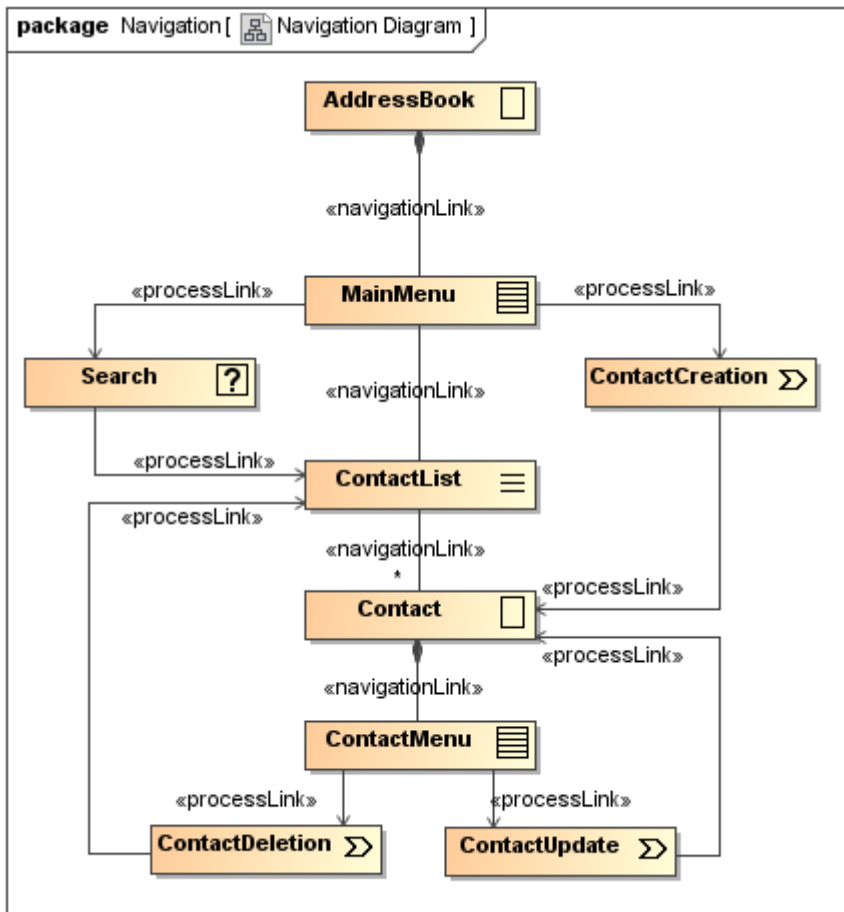 package Navigation [ Navigation Diagram ]
AddressBook
«navigationLink»
«processLink»
MainMenu
«processLink»
Search ?
«navigationLink»
ContactCreation
«processLink»
ContactList
«processLink»
«navigationLink»
*
«processLink»
Contact
«processLink»
«navigationLink»
ContactMenu
«processLink»
«processLink»
ContactDeletion
ContactUpdate